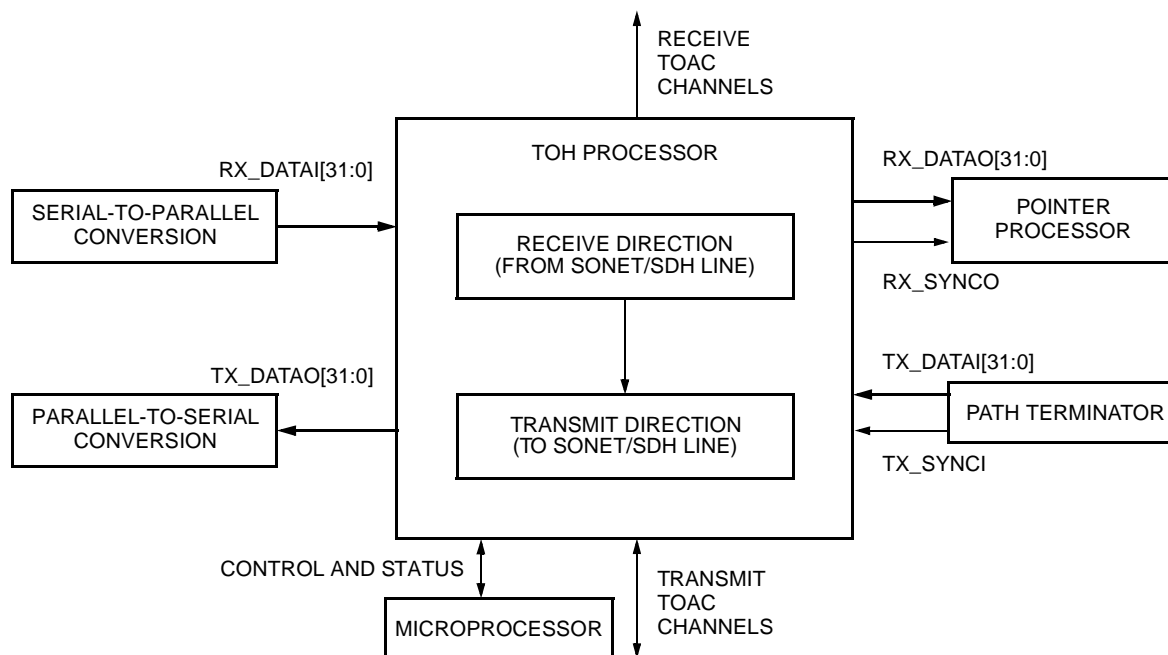 RECEIVE
TOAC
CHANNELS
TOH PROCESSOR
RX_DATAI[31:0]
RX_DATAO[31:0]
SERIAL-TO-PARALLEL
CONVERSION
RECEIVE DIRECTION
(FROM SONET/SDH LINE)
POINTER
PROCESSOR
RX_SYNCO
TX_DATAO[31:0]
TX_DATAI[31:0]
PARALLEL-TO-SERIAL
CONVERSION
TRANSMIT DIRECTION
(TO SONET/SDH LINE)
PATH TERMINATOR
TX_SYNCI
CONTROL AND STATUS
MICROPROCESSOR
TRANSMIT
TOAC
CHANNELS